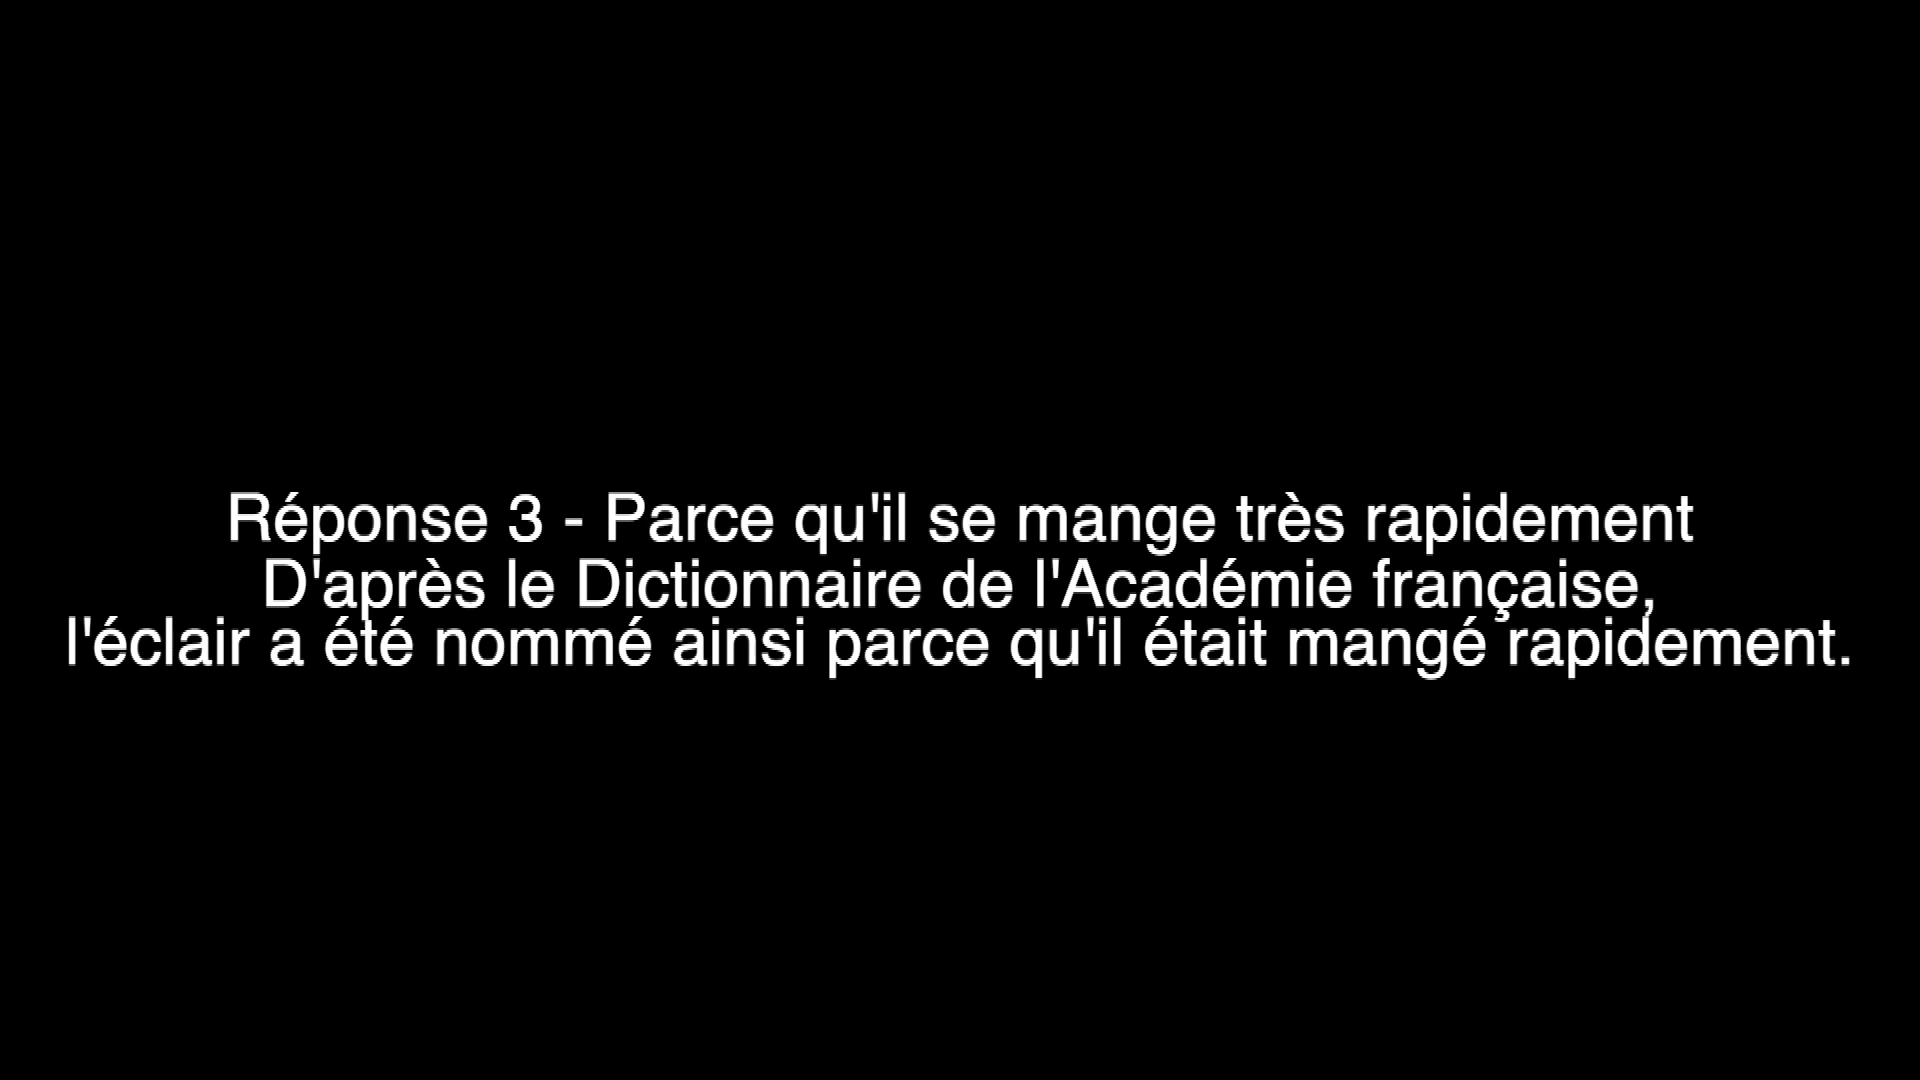 Réponse 3 - Parce qu'il se mange très rapidement
D'après le Dictionnaire de l'Académie française,
l'éclair a été nommé ainsi parce qu'il était mangé rapidement.